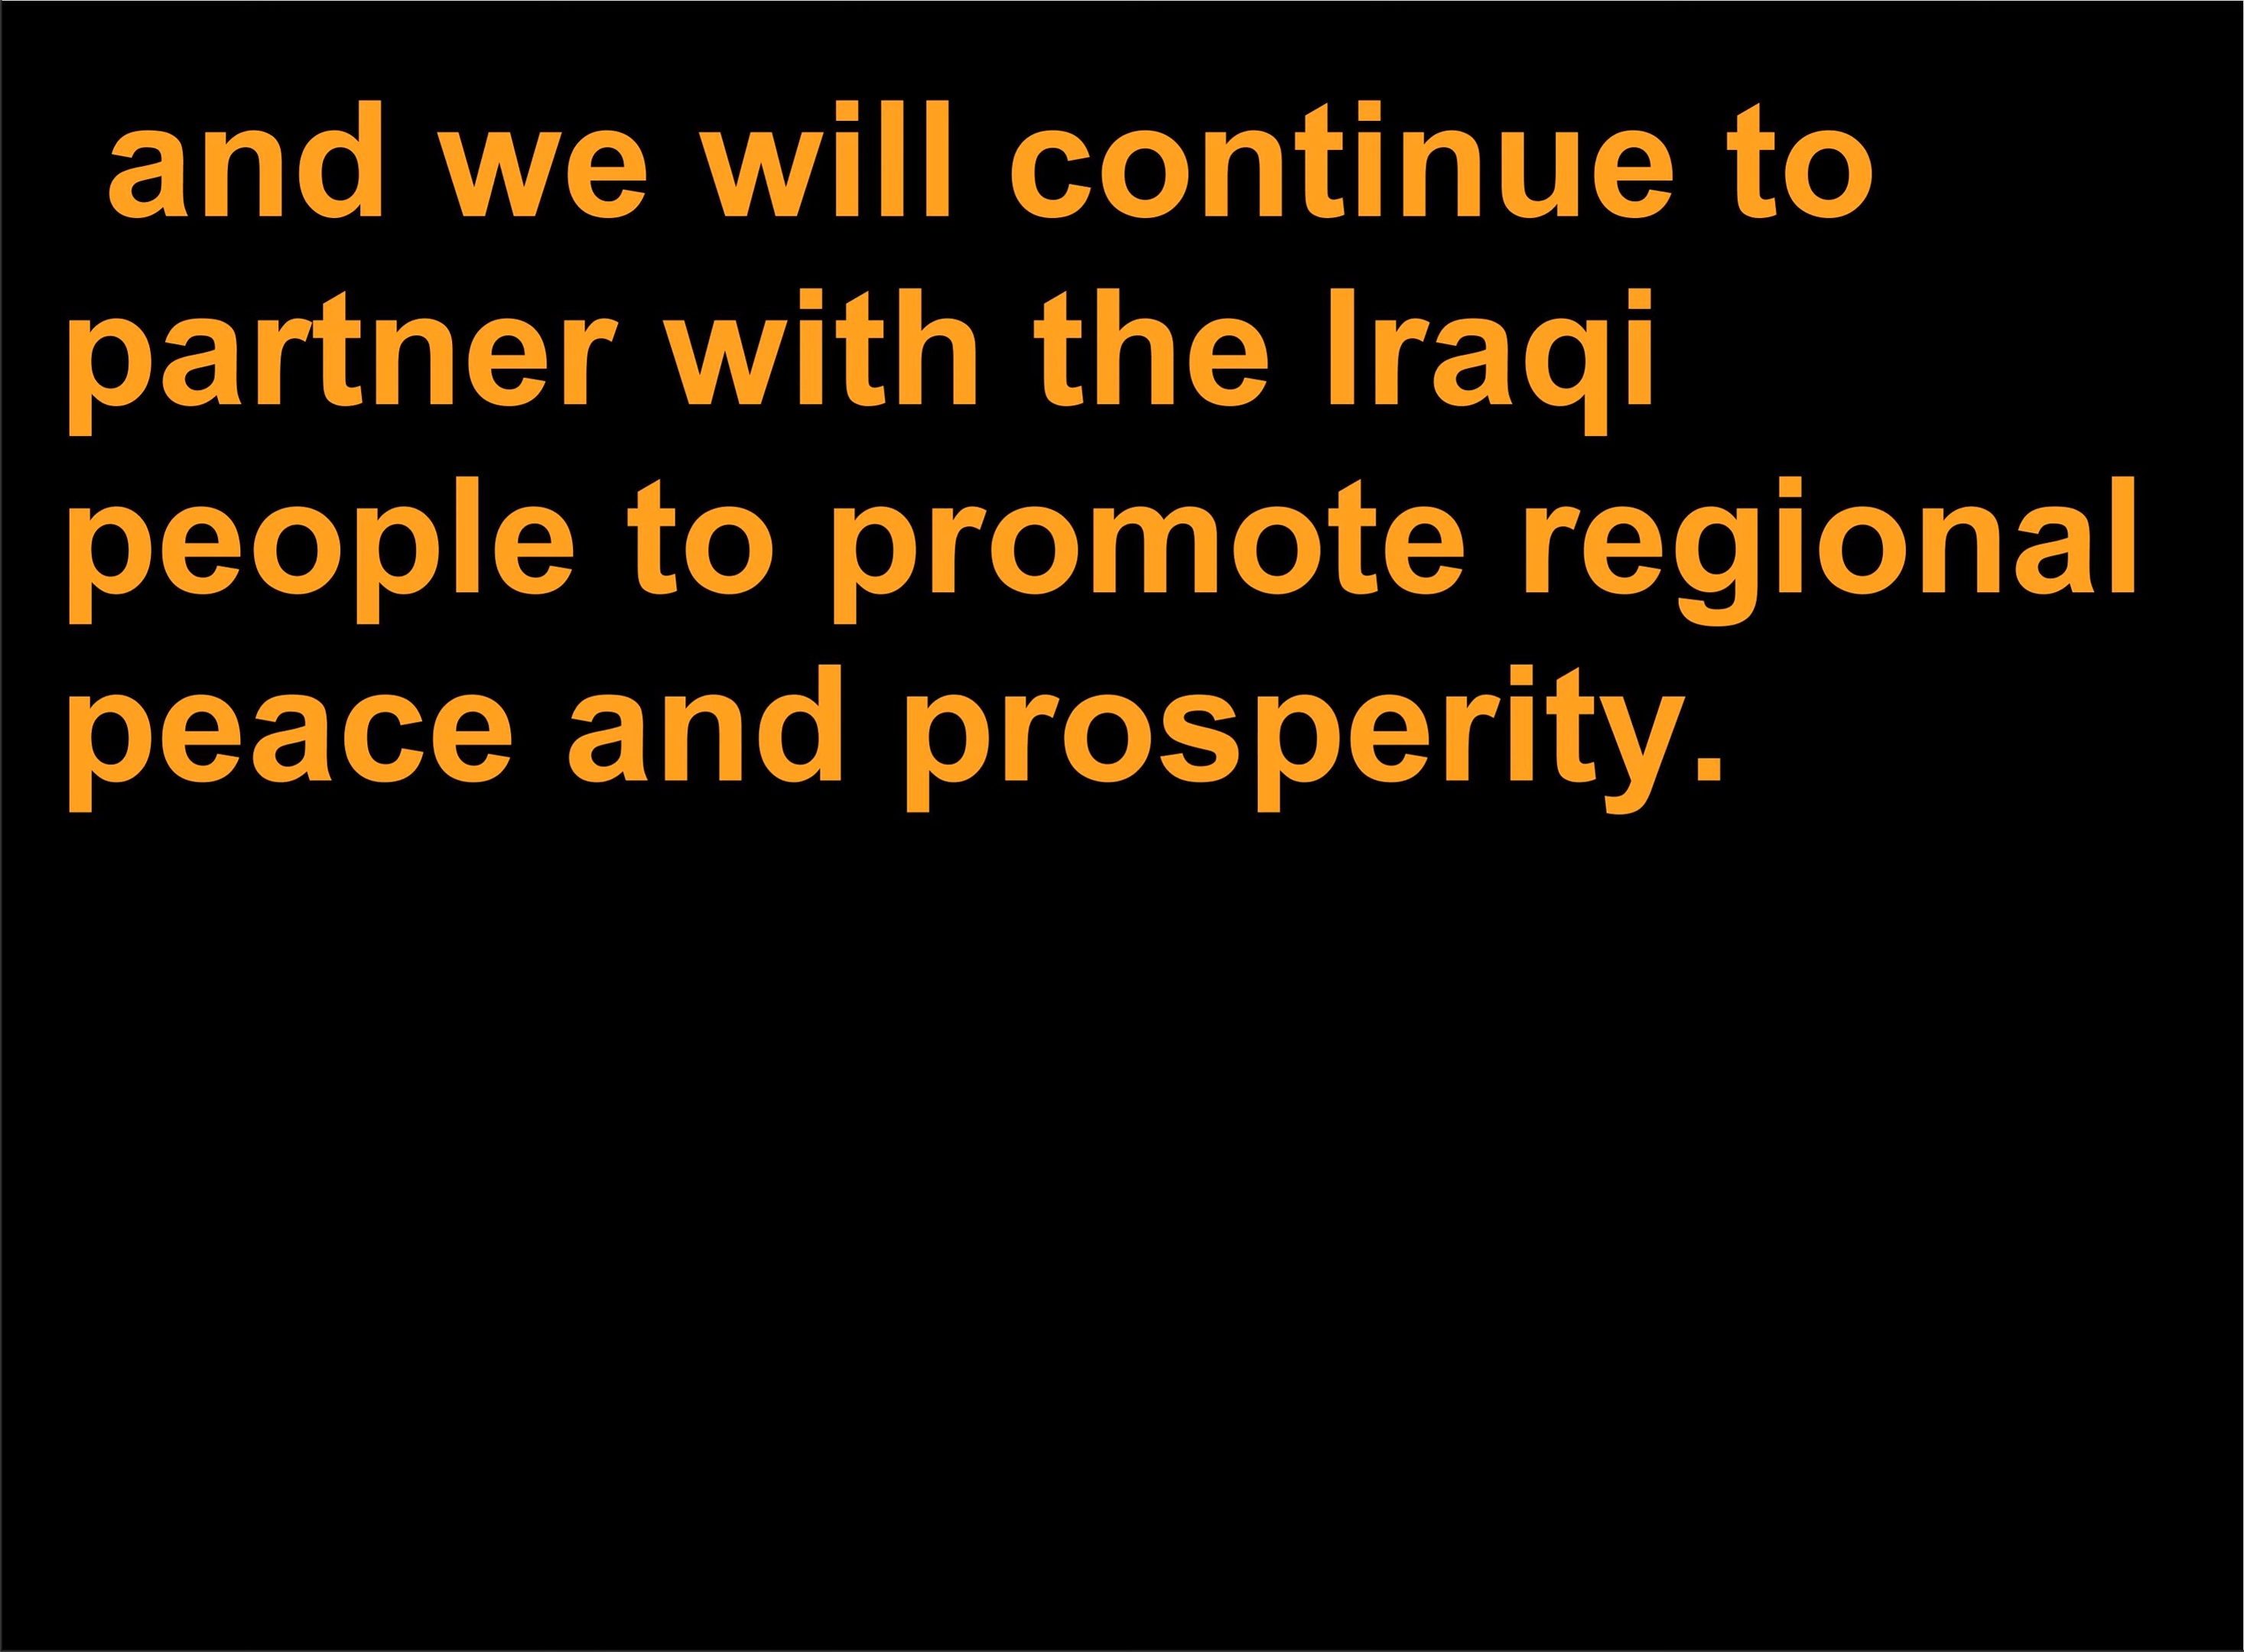 and we will continue to
partner with the Iraqi
people to promote regional
peace and prosperity.